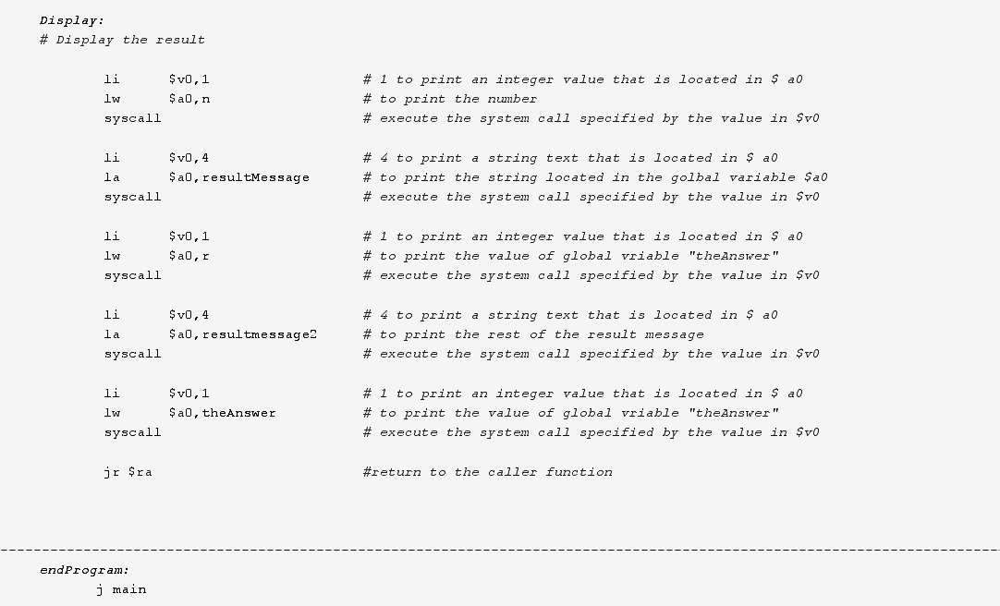 Display:
# Display the result
li $v0,1 # 1 to print an integer value that is located in $ a0
lw $a0,n # to print the number
syscall # execute the system call specified by the value in $v0
li $v0,4 # 4 to print a string text that is located in $ a0
la $a0,resultMessage # to print the string located in the golbal variable $a0
syscall # execute the system call specified by the value in $v0
li $v0,1 # 1 to print an integer value that is located in $ a0
lw $a0,r # to print the value of global vriable "theAnswer"
syscall # execute the system call specified by the value in $v0
li $v0,4 # 4 to print a string text that is located in $ a0
la $a0,resultmessage2 # to print the rest of the result message
syscall # execute the system call specified by the value in $v0
li $v0,1 # 1 to print an integer value that is located in $ a0
lw $a0,theAnswer # to print the value of global vriable "theAnswer"
syscall # execute the system call specified by the value in $v0
jr $ra #return to the caller function
endProgram:
j main